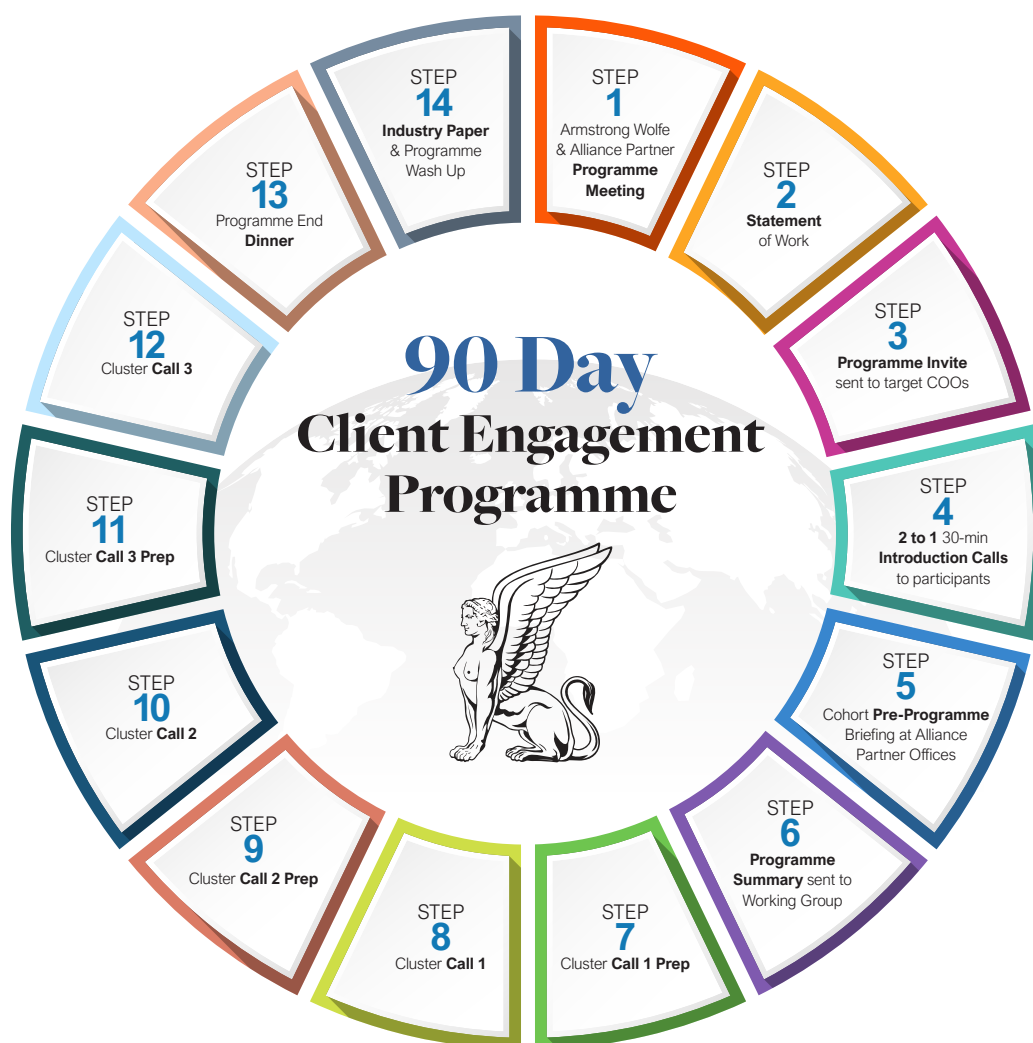 90 Day
Client Engagement
Programme
STEP
1
Armstrong Wolfe
& Alliance Partner
Programme
Meeting
STEP
2
Statement
of Work
STEP
3
Programme Invite
sent to target COOs
STEP
4
2 to 1 30-min
Introduction Calls
to participants
STEP
5
Cohort Pre-Programme
Briefing at Alliance
Partner Offices
STEP
6
Programme
Summary sent to
Working Group
STEP
7
Cluster Call 1 Prep
STEP
8
Cluster Call 1
STEP
9
Cluster Call 2 Prep
STEP
10
Cluster Call 2
STEP
11
Cluster Call 3 Prep
STEP
12
Cluster Call 3
STEP
13
Programme End
Dinner
STEP
14
Industry Paper
& Programme
Wash Up